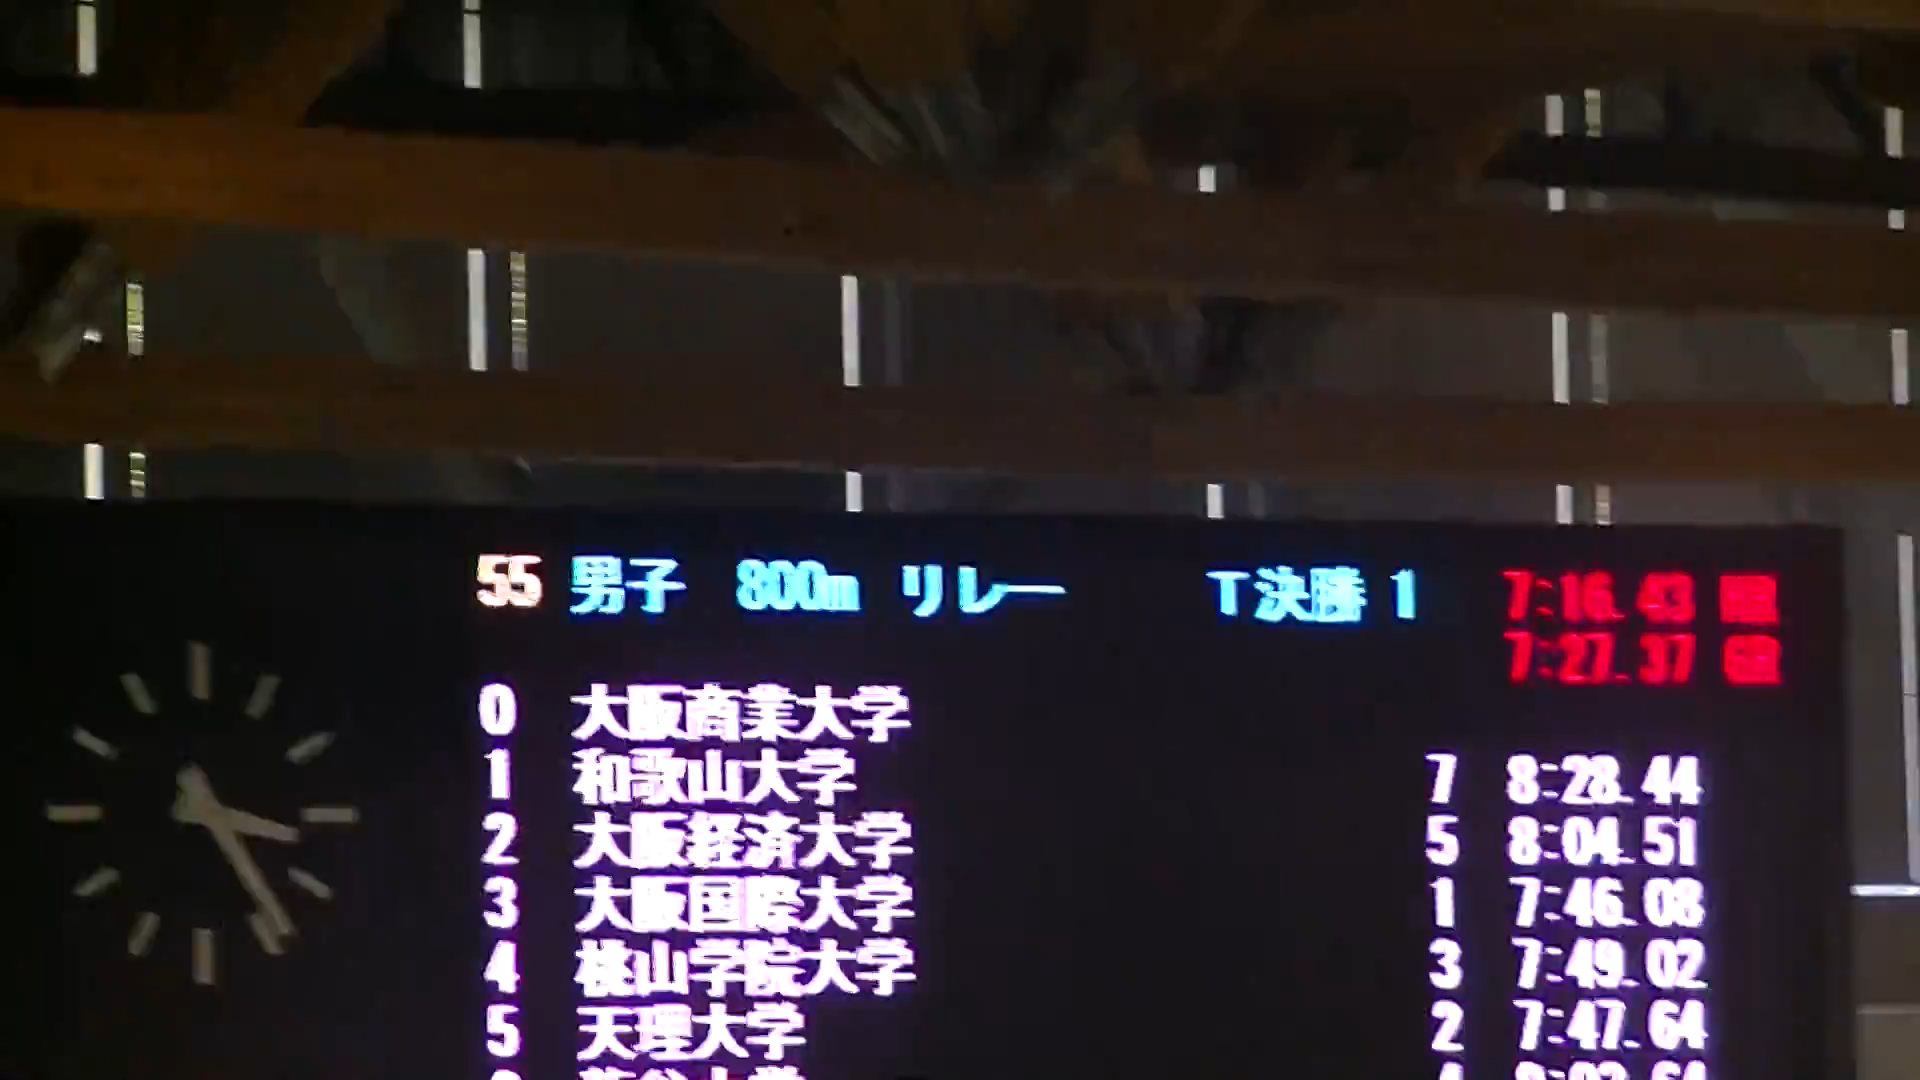 55 男子 800m リレー T決勝 1 7:16.43
7:27.37 GR
0 大阪商業大学
1 和歌山大学 7 8:28.44
2 大阪経済大学 5 8:04.51
3 大阪国際大学 1 7:46.08
4 桃山学院大学 3 7:49.02
5 天理大学 2 7:47.64